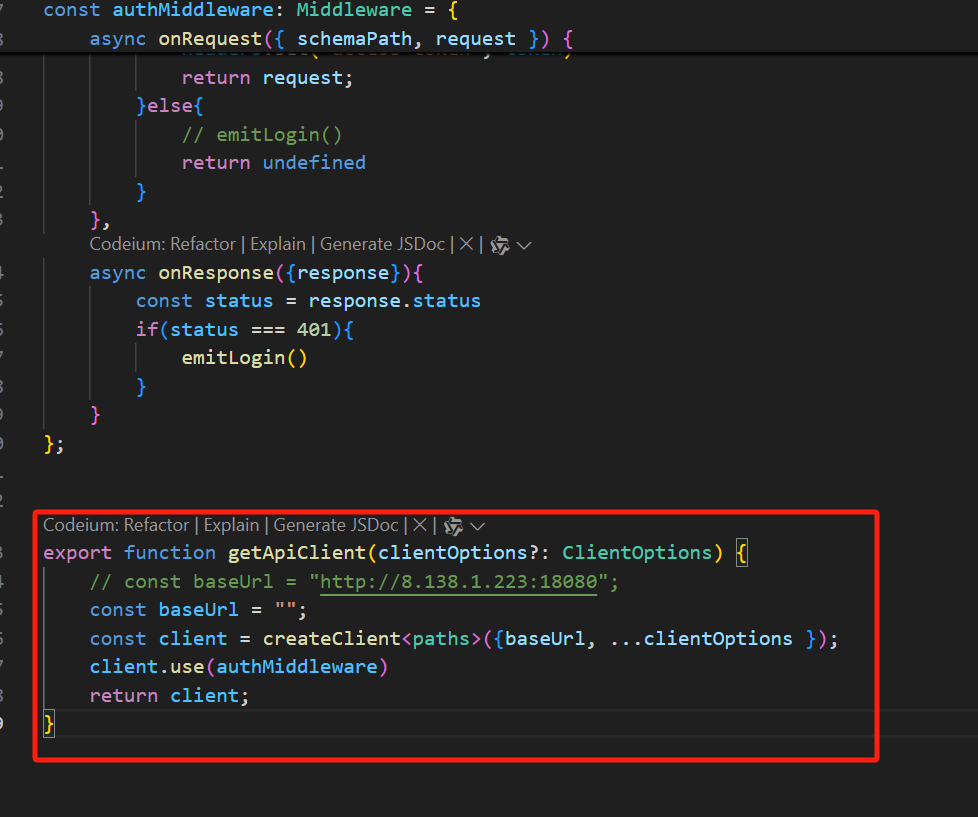 const authMiddleware: Middleware = {
async onRequest({ schemaPath, request }) {
return request;
}else{
// emitLogin()
return undefined
}
},
Codeium: Refactor | Explain | Generate JSDoc | X |
async onResponse({response}){
const status = response.status
if(status === 401){
emitLogin()
}
}
};
Codeium: Refactor | Explain | Generate JSDoc | X |
export function getApiClient(clientOptions?: ClientOptions) {
// const baseUrl = "http://8.138.1.223:18080";
const baseUrl = "";
const client = createClient<paths>({baseUrl, ...clientOptions });
client.use(authMiddleware)
return client;
}